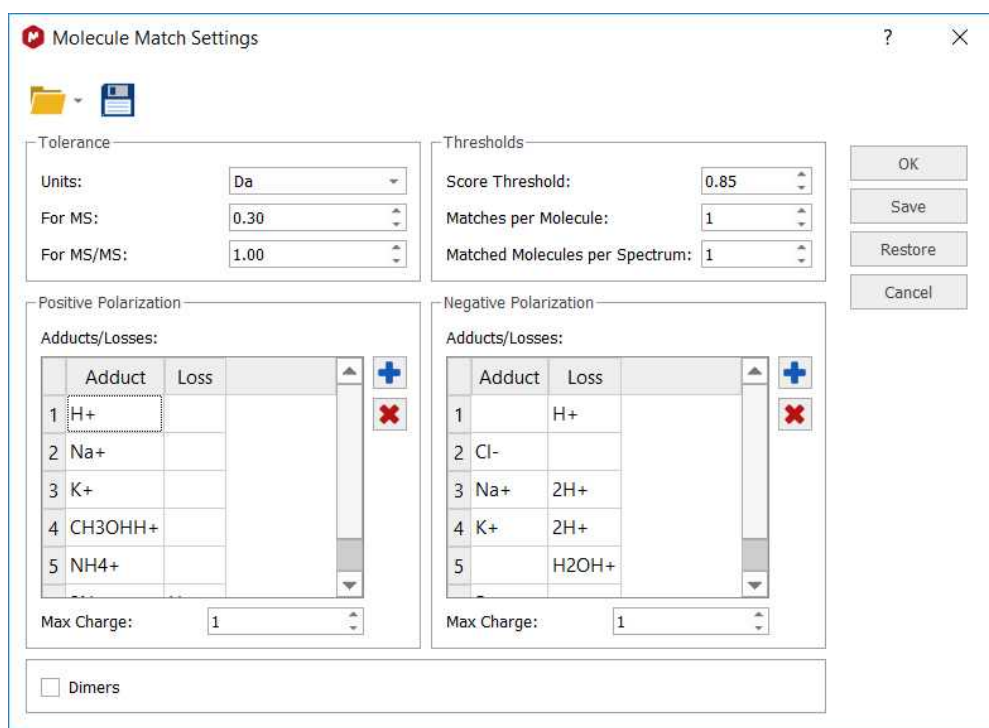 Molecule Match Settings
?
Tolerance
Units: Da
For MS: 0.30
For MS/MS: 1.00
Thresholds
Score Threshold: 0.85
Matches per Molecule: 1
Matched Molecules per Spectrum: 1
OK
Save
Restore
Cancel
Positive Polarization
Adducts/Losses:
Adduct Loss
1 H+
2 Na+
3 K+
4 CH3OHH+
5 NH4+
Max Charge: 1
Negative Polarization
Adducts/Losses:
Adduct Loss
1 H+
2 Cl-
3 Na+ 2H+
4 K+ 2H+
5 H2OH+
Max Charge: 1
Dimers